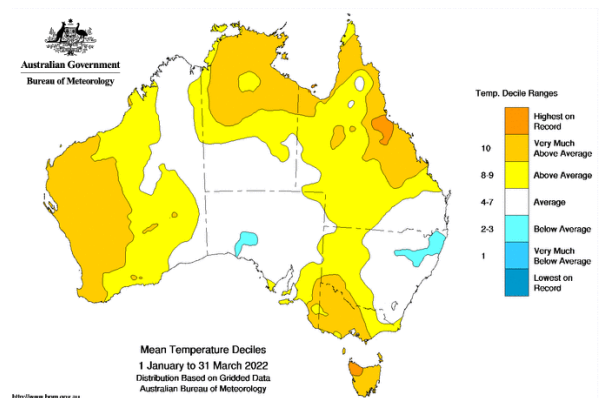 Australian Government
Bureau of Meteorology
Temp. Decile Ranges
Highest on
Record
10
Very Much
Above Average
8-9
Above Average
4-7
Average
2-3
Below Average
1
Very Much
Below Average
Lowest on
Record
Mean Temperature Deciles
1 January to 31 March 2022
Distribution Based on Gridded Data
Australian Bureau of Meteorology